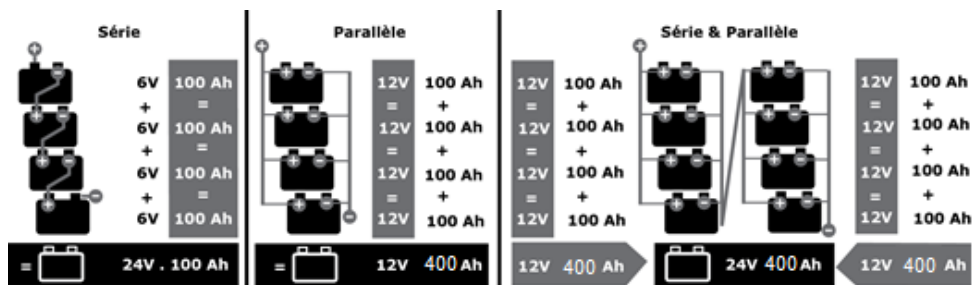 Série
+
6V 100 Ah
+ =
6V 100 Ah
+ =
6V 100 Ah
+ =
6V 100 Ah
= 24V . 100 Ah
Parallèle
+
12V 100 Ah
= +
12V 100 Ah
= +
12V 100 Ah
= +
12V 100 Ah
= 12V 400 Ah
Série & Parallèle
+
12V 100 Ah
= +
12V 100 Ah
= +
12V 100 Ah
= +
12V 100 Ah
12V 400 Ah
24V 400 Ah
12V 100 Ah
= +
12V 100 Ah
= +
12V 100 Ah
= +
12V 100 Ah
12V 400 Ah